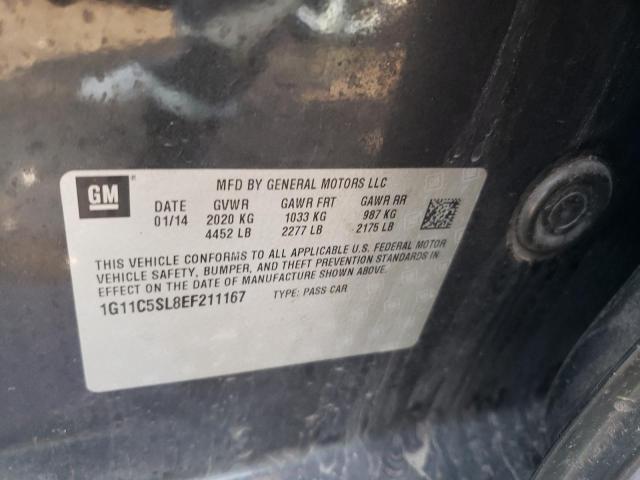 GM
MFD BY GENERAL MOTORS LLC
DATE GVWR GAWR FRT GAWR RR
01/14 2020 KG 1033 KG 987 KG
4452 LB 2277 LB 2175 LB
THIS VEHICLE CONFORMS TO ALL APPLICABLE U.S. FEDERAL MOTOR
VEHICLE SAFETY, BUMPER, AND THEFT PREVENTION STANDARDS IN
EFFECT ON THE DATE OF MANUFACTURE SHOWN ABOVE.
1G11C5SL8EF211167 TYPE: PASS CAR